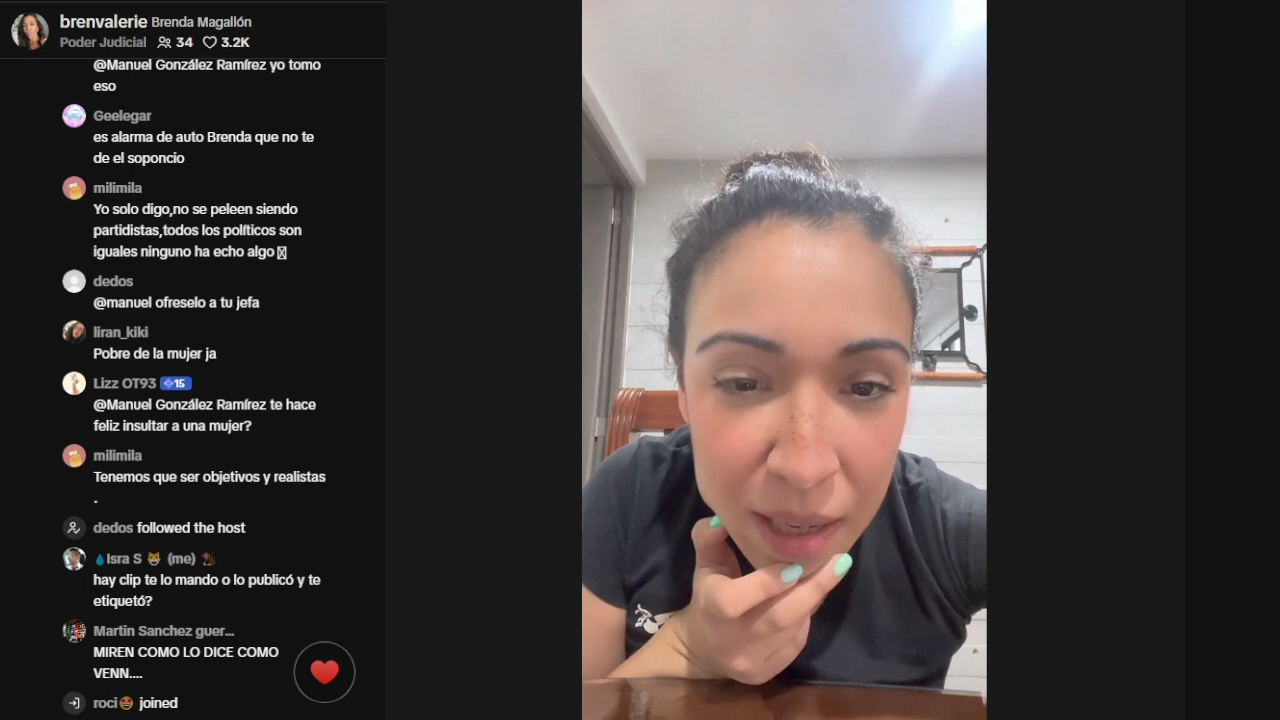 brenvalerie Brenda Magallón
Poder Judicial 34 3.2K
@Manuel González Ramírez yo tomo
eso
Geelegar
es alarma de auto Brenda que no te
de el soponcio
milimila
Yo solo digo,no se peleen siendo
partidistas,todos los políticos son
iguales ninguno ha echo algo
dedos
@manuel ofreselo a tu jefa
liran_kiki
Pobre de la mujer ja
Lizz OT93 15
@Manuel González Ramírez te hace
feliz insultar a una mujer?
milimila
Tenemos que ser objetivos y realistas
.
dedos followed the host
💧Isra S 😼 (me) 🐈‍⬛
hay clip te lo mando o lo publicó y te
etiquetó?
Martin Sanchez guer...
MIREN COMO LO DICE COMO
VENN....
roci🤩 joined